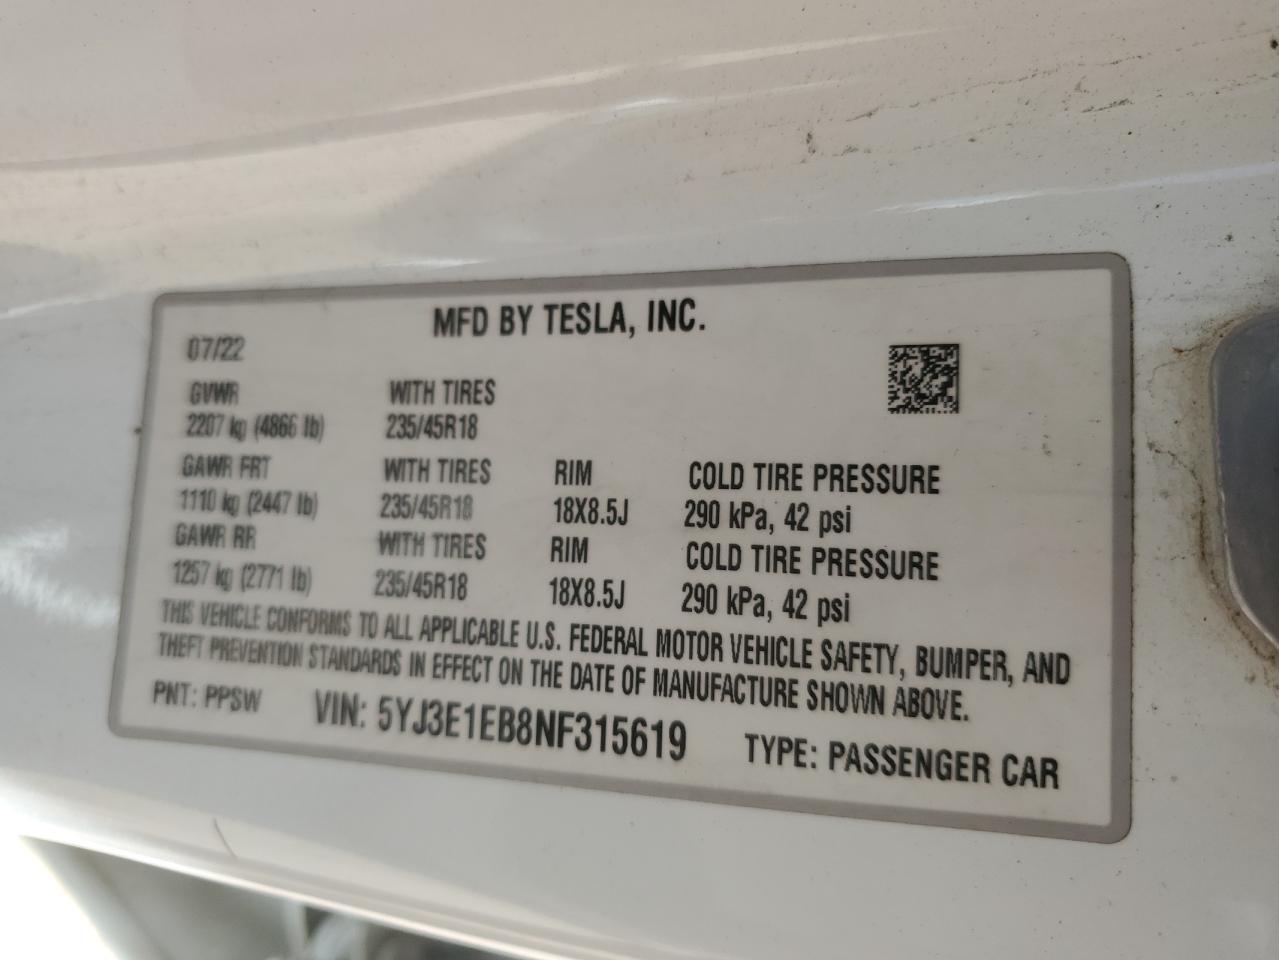 MFD BY TESLA, INC.
07/22
GVWR WITH TIRES
2207 kg (4866 lb) 235/45R18
GAWR FRT WITH TIRES RIM COLD TIRE PRESSURE
1110 kg (2447 lb) 235/45R18 18X8.5J 290 kPa, 42 psi
GAWR RR WITH TIRES RIM COLD TIRE PRESSURE
1257 kg (2771 lb) 235/45R18 18X8.5J 290 kPa, 42 psi
THIS VEHICLE CONFORMS TO ALL APPLICABLE U.S. FEDERAL MOTOR VEHICLE SAFETY, BUMPER, AND
THEFT PREVENTION STANDARDS IN EFFECT ON THE DATE OF MANUFACTURE SHOWN ABOVE.
PNT: PPSW VIN: 5YJ3E1EB8NF315619 TYPE: PASSENGER CAR